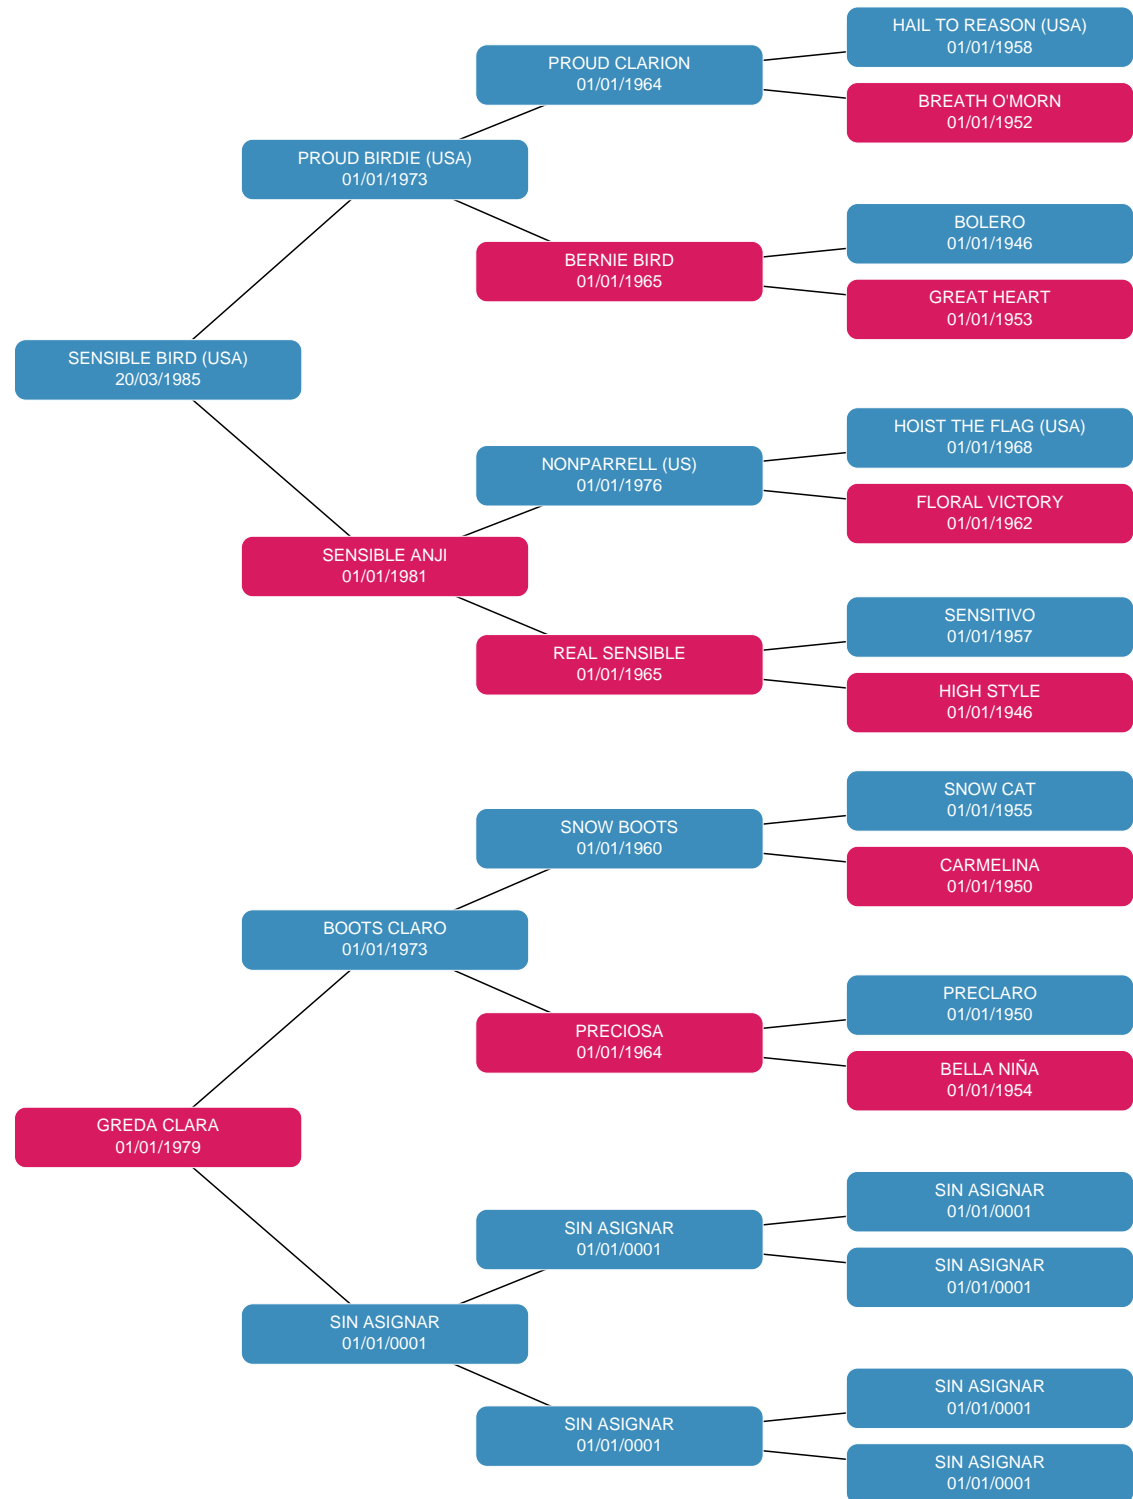 HAIL TO REASON (USA)
01/01/1958
PROUD CLARION
01/01/1964
BREATH O'MORN
01/01/1952
PROUD BIRDIE (USA)
01/01/1973
BOLERO
01/01/1946
BERNIE BIRD
01/01/1965
GREAT HEART
01/01/1953
SENSIBLE BIRD (USA)
20/03/1985
HOIST THE FLAG (USA)
01/01/1968
NONPARRELL (US)
01/01/1976
FLORAL VICTORY
01/01/1962
SENSIBLE ANJI
01/01/1981
SENSITIVO
01/01/1957
REAL SENSIBLE
01/01/1965
HIGH STYLE
01/01/1946
SNOW CAT
01/01/1955
SNOW BOOTS
01/01/1960
CARMELINA
01/01/1950
BOOTS CLARO
01/01/1973
PRECLARO
01/01/1950
PRECIOSA
01/01/1964
BELLA NIÑA
01/01/1954
GREDA CLARA
01/01/1979
SIN ASIGNAR
01/01/0001
SIN ASIGNAR
01/01/0001
SIN ASIGNAR
01/01/0001
SIN ASIGNAR
01/01/0001
SIN ASIGNAR
01/01/0001
SIN ASIGNAR
01/01/0001
SIN ASIGNAR
01/01/0001